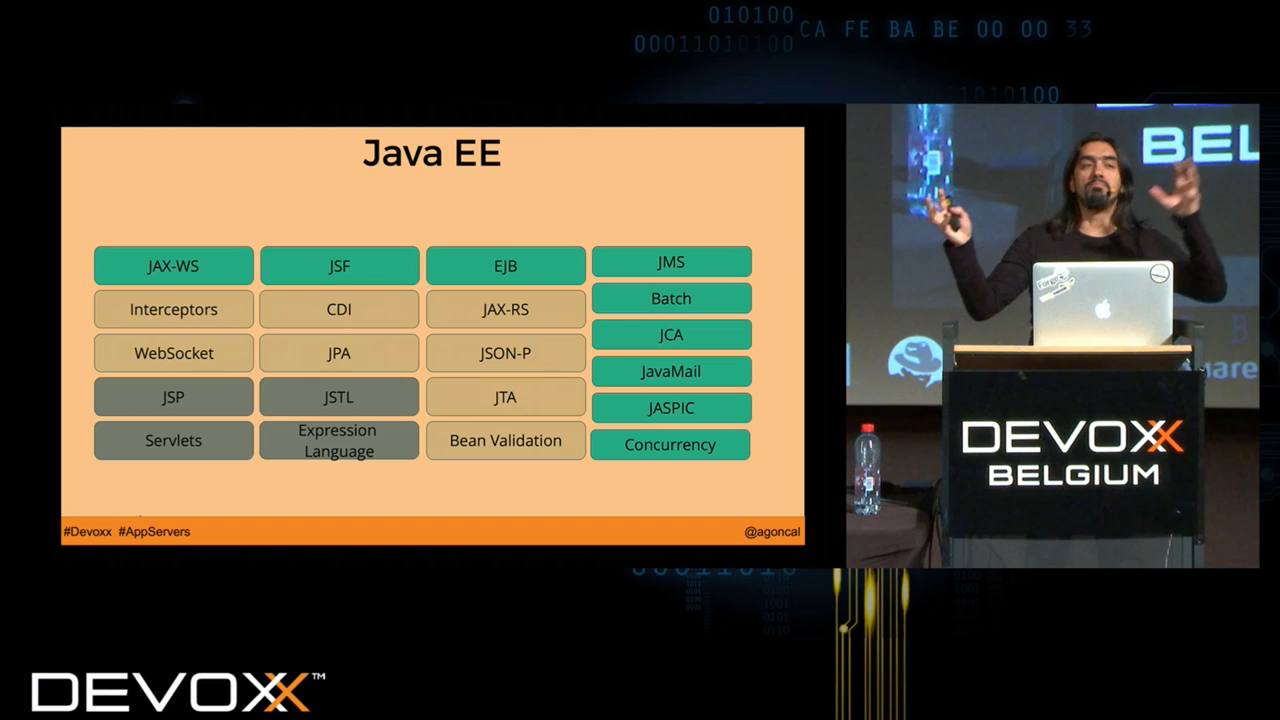 010100
00011010100
CA FE BA BE 00 00 33
1010100
Java EE
JAX-WS
JSF
EJB
JMS
Interceptors
CDI
JAX-RS
Batch
WebSocket
JPA
JSON-P
JCA
JavaMail
JSP
JSTL
JTA
JASPIC
Servlets
Expression
Language
Bean Validation
Concurrency
#Devoxx #AppServers
@agoncal
BEL
uare
DEVOXX
BELGIUM
00011010
DEVOXX™